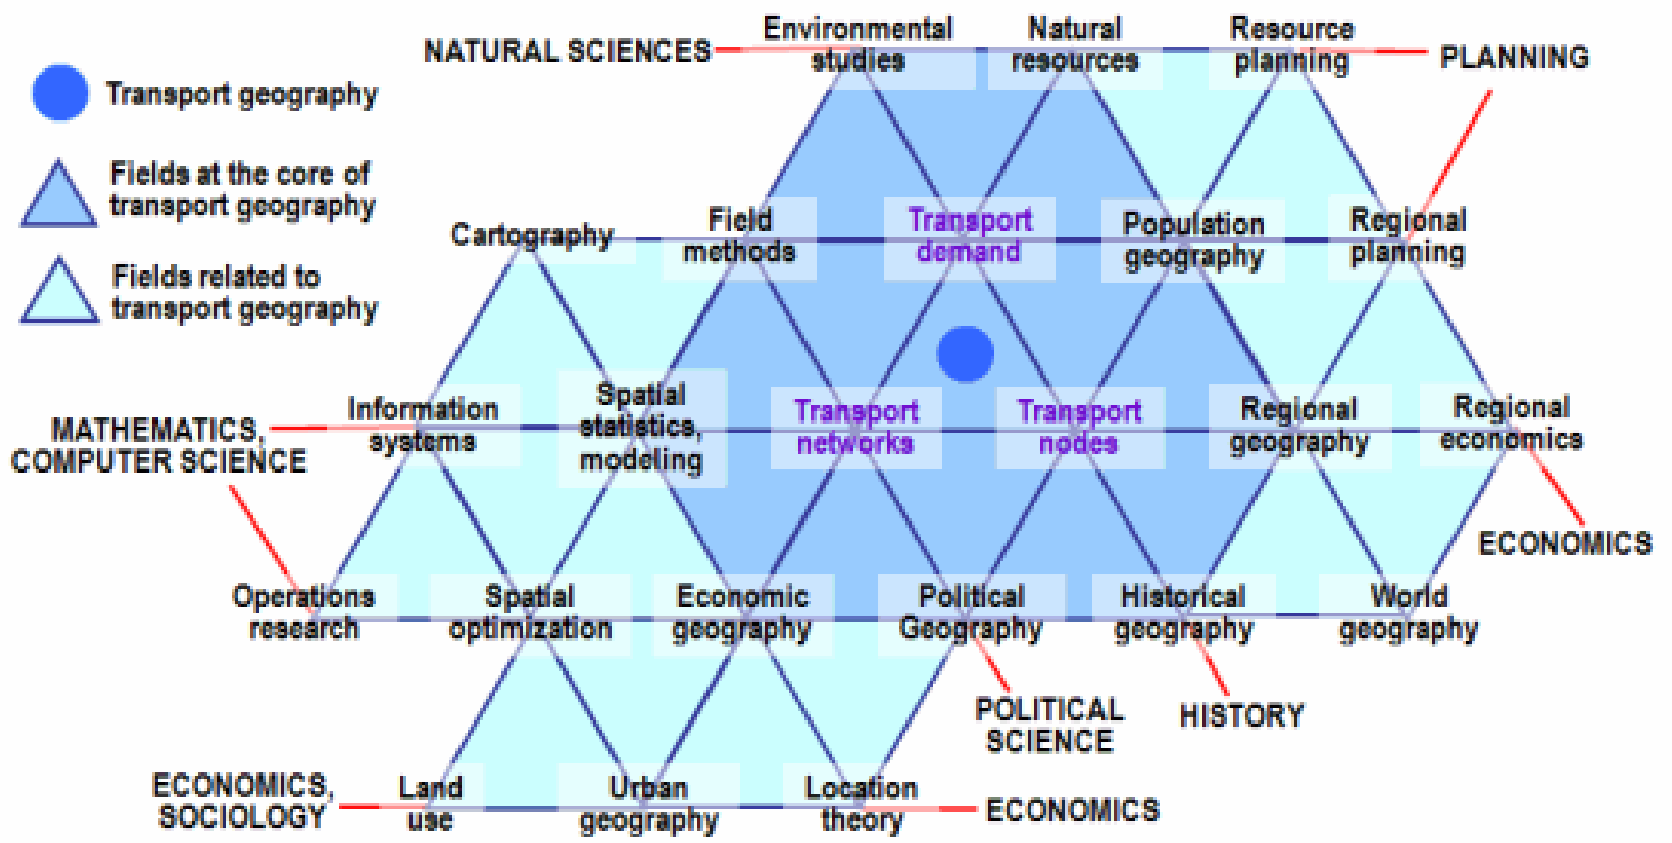 Environmental
studies
Natural
resources
Resource
planning
NATURAL SCIENCES
PLANNING
Transport geography
Fields at the core of
transport geography
Fields related to
transport geography
Cartography
Field
methods
Transport
demand
Population
geography
Regional
planning
MATHEMATICS,
COMPUTER SCIENCE
Information
systems
Spatial
statistics,
modeling
Transport
networks
Transport
nodes
Regional
geography
Regional
economics
ECONOMICS
Operations
research
Spatial
optimization
Economic
geography
Political
Geography
Historical
geography
World
geography
POLITICAL
SCIENCE
HISTORY
ECONOMICS,
SOCIOLOGY
Land
use
Urban
geography
Location
theory
ECONOMICS